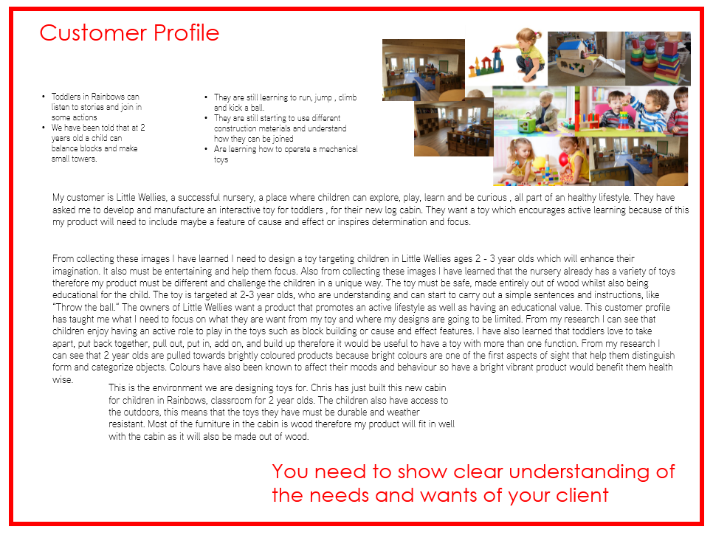 Customer Profile
• Toddlers in Rainbows can
listen to stories and join in
some actions
• We have been told that at 2
years old a child can
balance blocks and make
small towers.
• They are still learning to run, jump , climb
and kick a ball.
• They are still starting to use different
construction materials and understand
how they can be joined
• Are learning how to operate a mechanical
toys
My customer is Little Wellies, a successful nursery, a place where children can explore, play, learn and be curious , all part of an healthy lifestyle. They have
asked me to develop and manufacture an interactive toy for toddlers , for their new log cabin. They want a toy which encourages active learning because of this
my product will need to include maybe a feature of cause and effect or inspires determination and focus.
From collecting these images I have learned I need to design a toy targeting children in Little Wellies ages 2 - 3 year olds which will enhance their
imagination. It also must be entertaining and help them focus. Also from collecting these images I have learned that the nursery already has a variety of toys
therefore my product must be different and challenge the children in a unique way. The toy must be safe, made entirely out of wood whilst also being
educational for the child. The toy is targeted at 2-3 year olds, who are understanding and can start to carry out a simple sentences and instructions, like
"Throw the ball." The owners of Little Wellies want a product that promotes an active lifestyle as well as having an educational value. This customer profile
has taught me what I need to focus on what they are want from my toy and where my designs are going to be limited. From my research I can see that
children enjoy having an active role to play in the toys such as block building or cause and effect features. I have also learned that toddlers love to take
apart, put back together, pull out, put in, add on, and build up therefore it would be useful to have a toy with more than one function. From my research I
can see that 2 year olds are pulled towards brightly coloured products because bright colours are one of the first aspects of sight that help them distinguish
form and categorize objects. Colours have also been known to affect their moods and behaviour so have a bright vibrant product would benefit them health
wise.
This is the environment we are designing toys for. Chris has just built this new cabin
for children in Rainbows, classroom for 2 year olds. The children also have access to
the outdoors, this means that the toys they have must be durable and weather
resistant. Most of the furniture in the cabin is wood therefore my product will fit in well
with the cabin as it will also be made out of wood.
You need to show clear understanding of
the needs and wants of your client